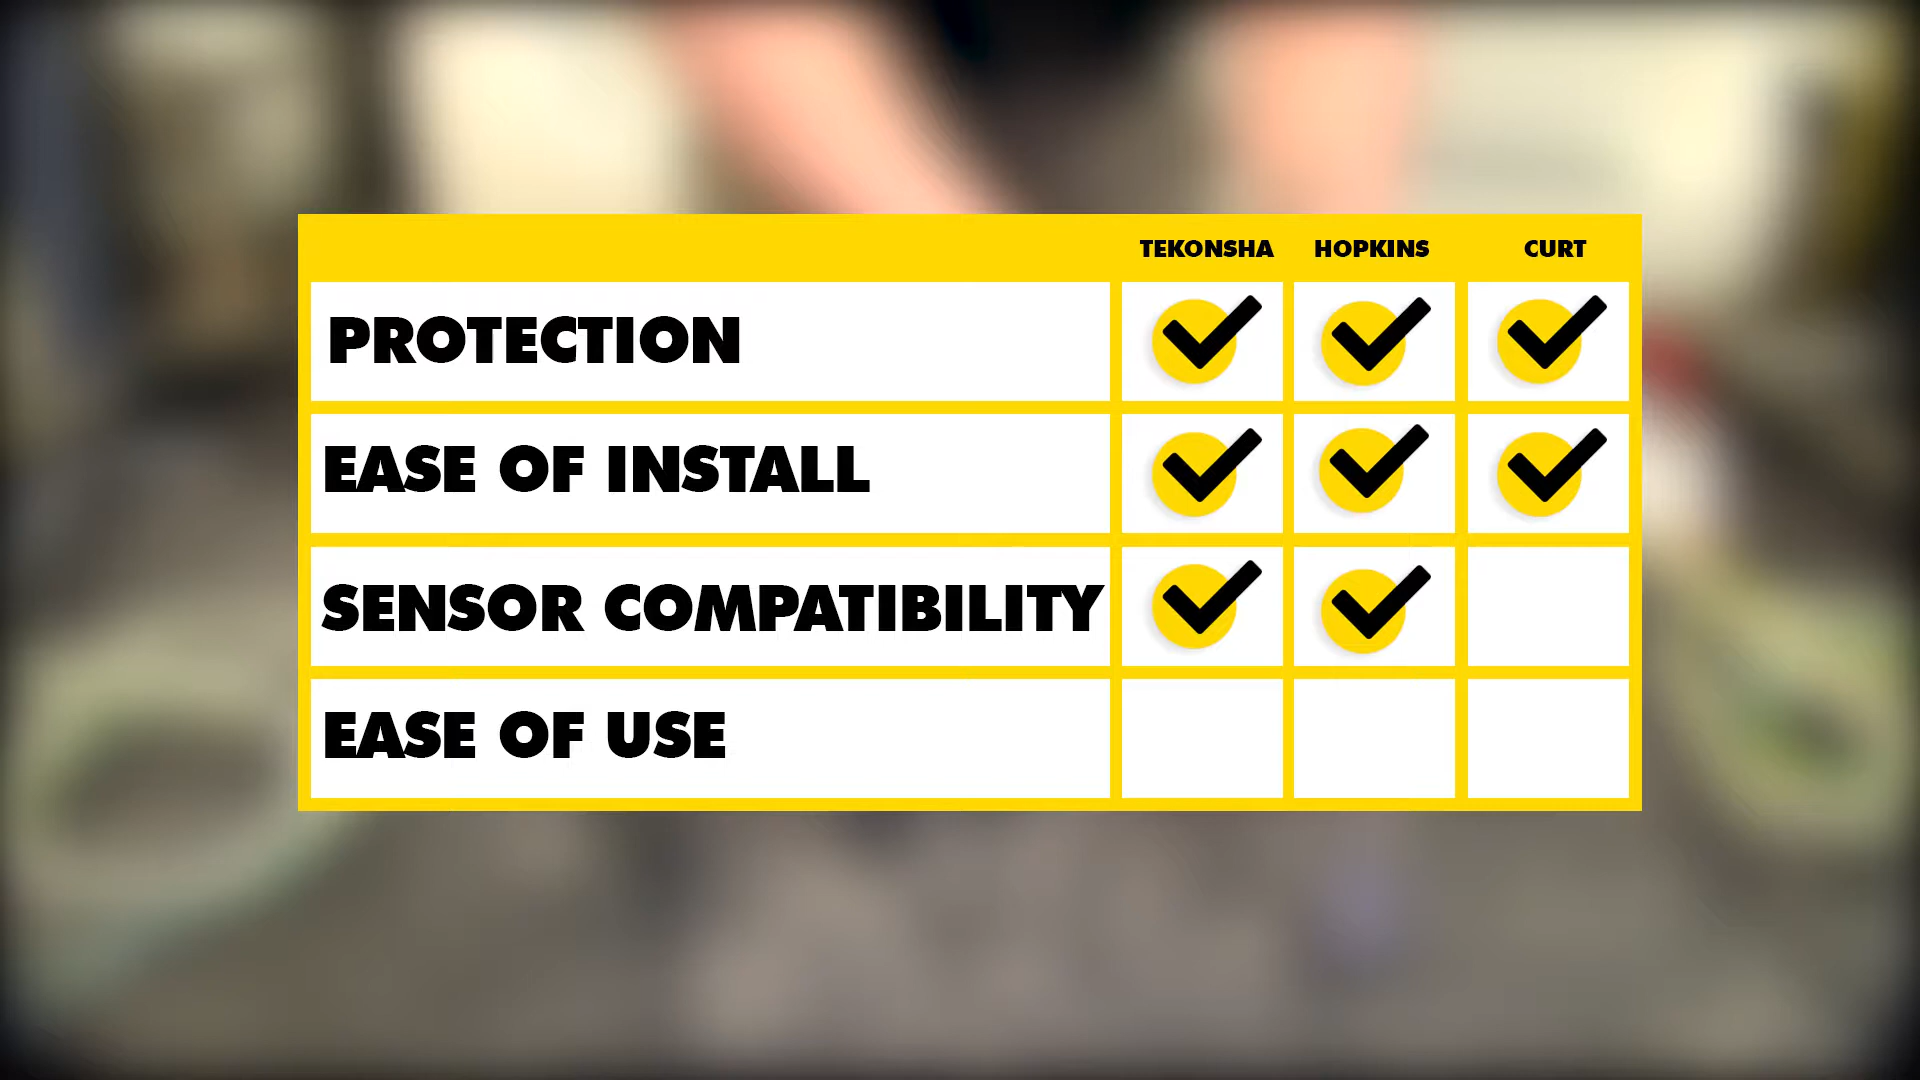 TEKONSHA HOPKINS CURT
PROTECTION
EASE OF INSTALL
SENSOR COMPATIBILITY
EASE OF USE